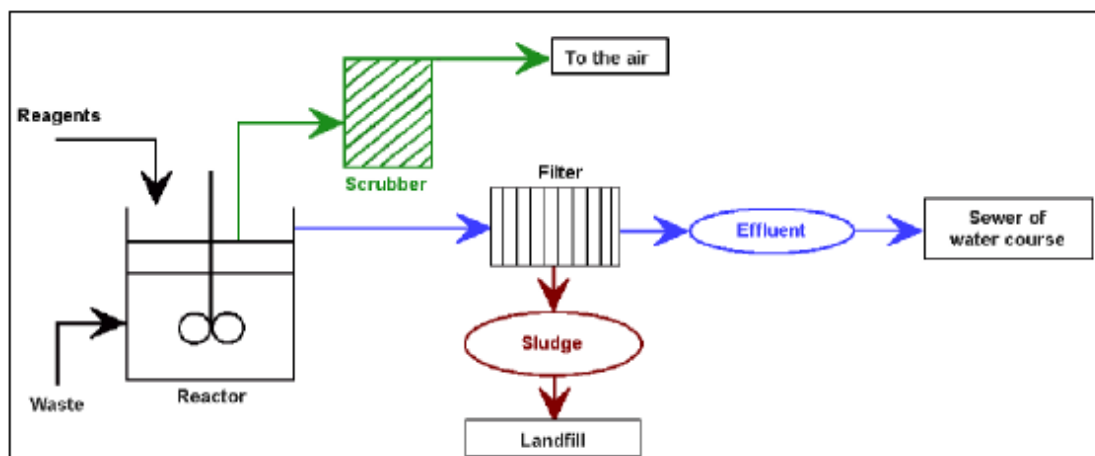 To the air
Reagents
Scrubber
Filter
Effluent
Sewer of
water course
Sludge
Reactor
Waste
Landfill